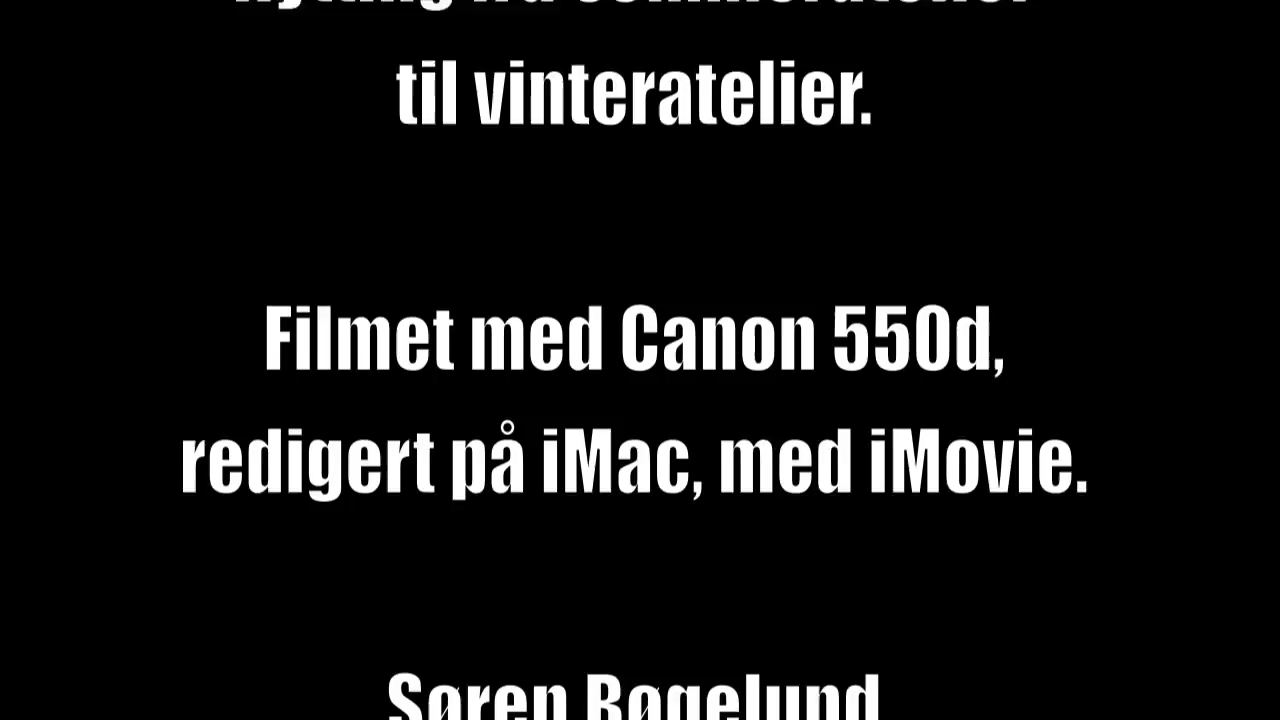 til vinteratelier.
Filmet med Canon 550d,
redigert på iMac, med iMovie.
Søren Bøgelund